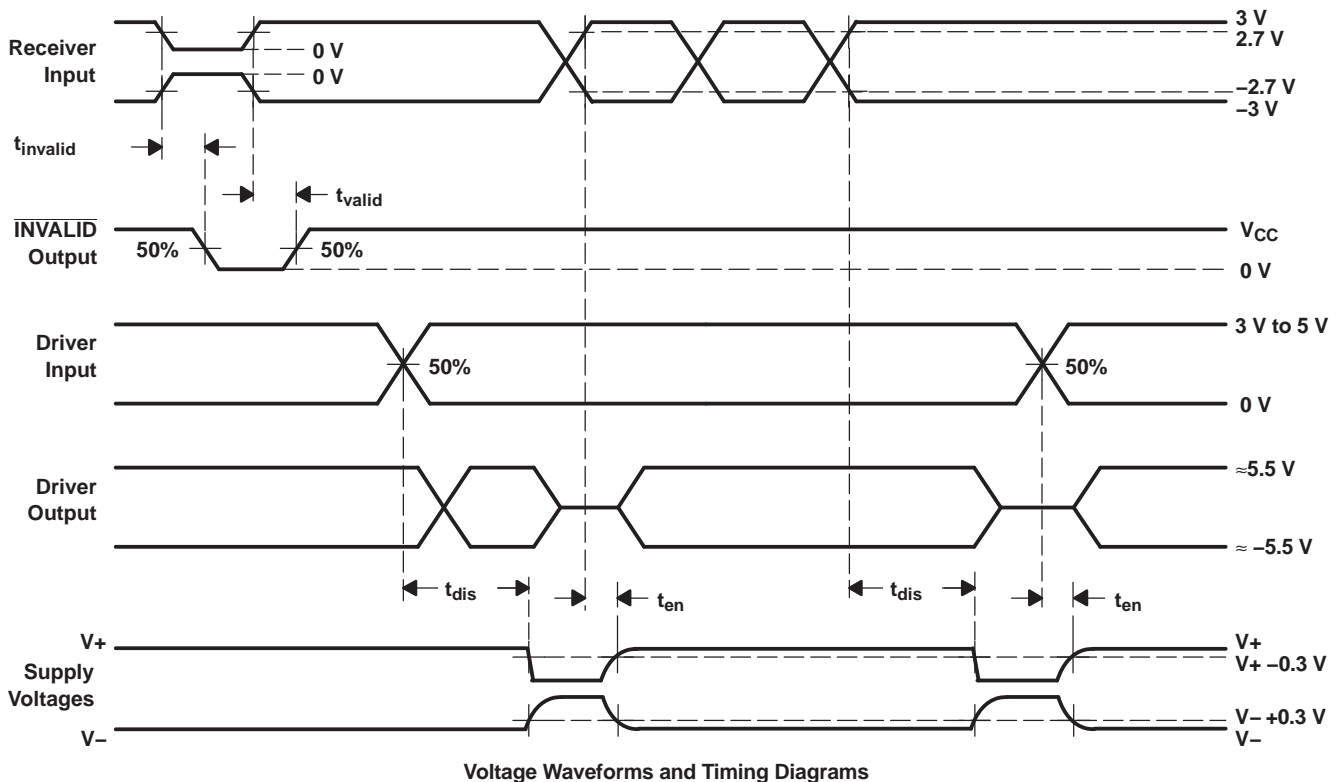 Receiver
Input
0 V
0 V
3 V
2.7 V
−2.7 V
−3 V
tinvalid
tvalid
INVALID
Output
50%
50%
VCC
0 V
Driver
Input
50%
50%
3 V to 5 V
0 V
Driver
Output
≈5.5 V
≈ −5.5 V
tdis
ten
tdis
ten
V+
Supply
Voltages
V−
V+
V+ −0.3 V
V− +0.3 V
V−
Voltage Waveforms and Timing Diagrams